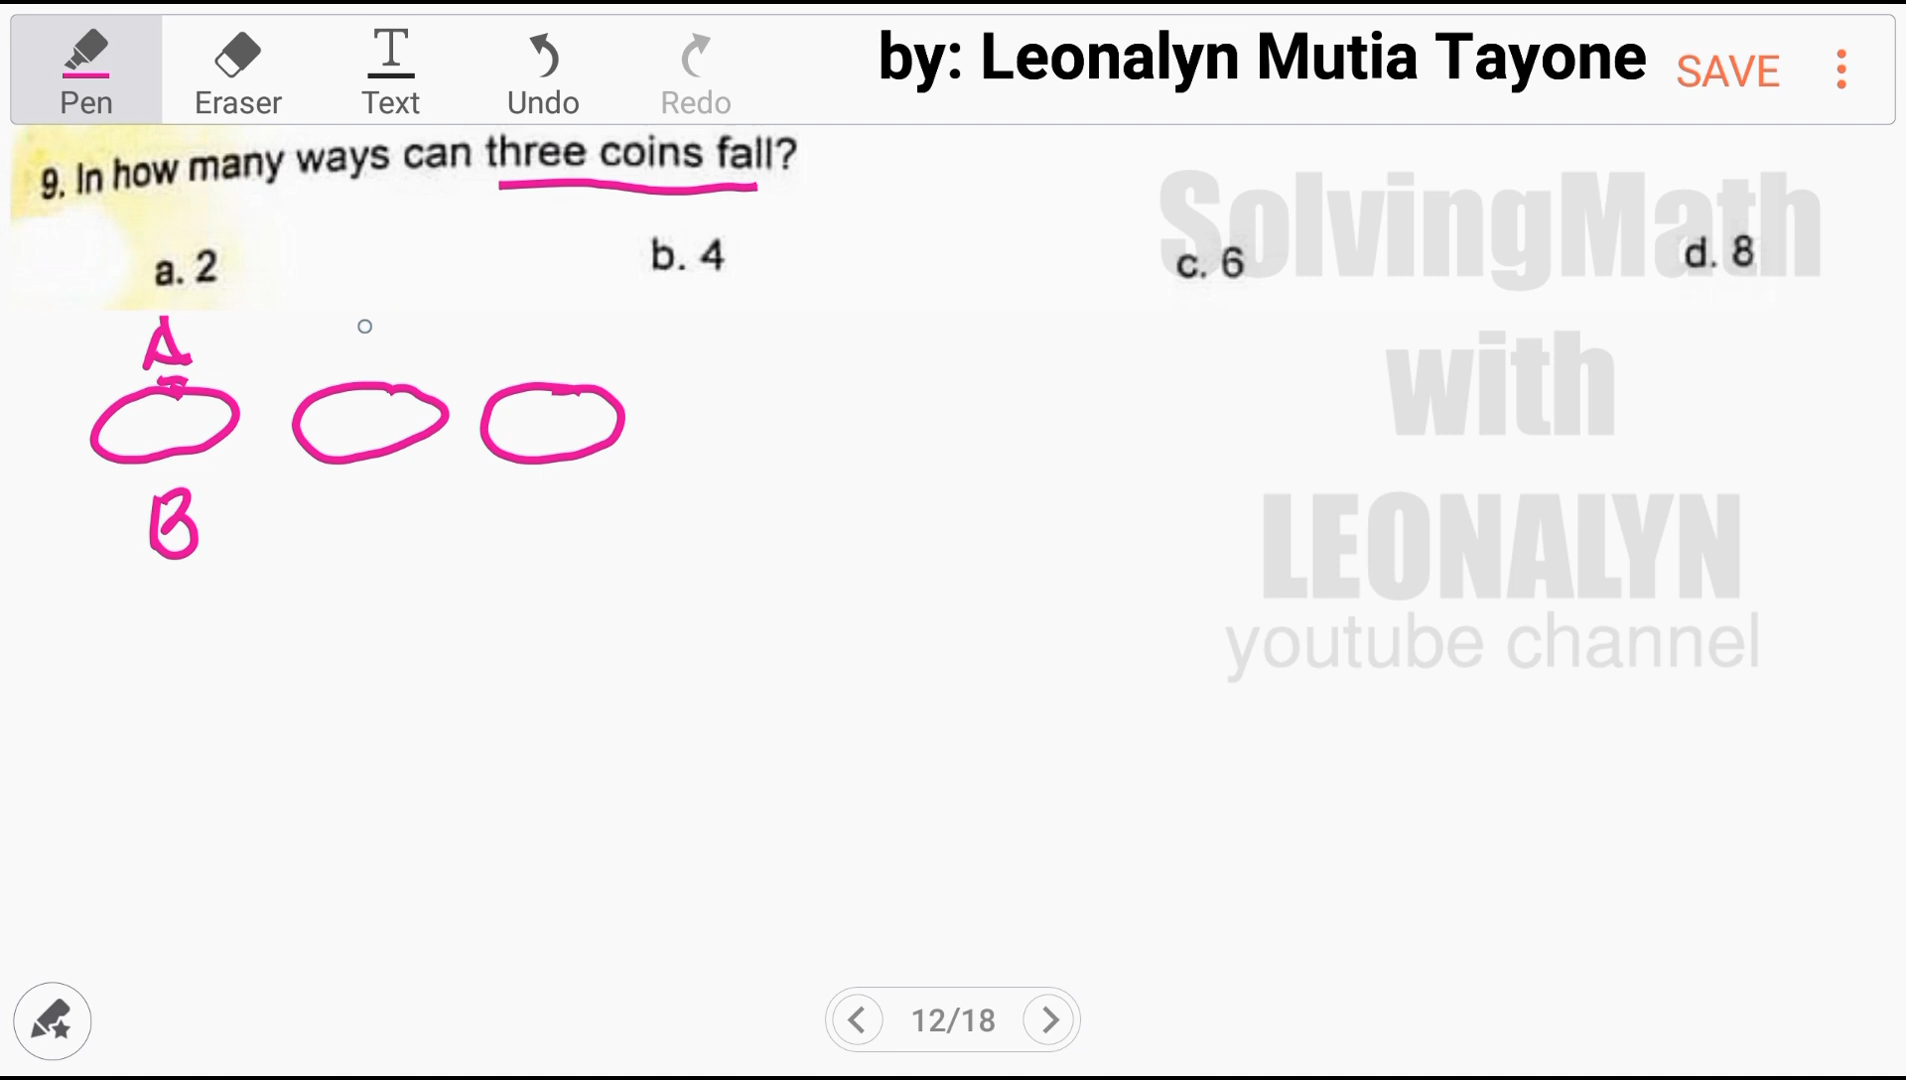 Pen Eraser Text Undo Redo by: Leonalyn Mutia Tayone SAVE
9. In how many ways can three coins fall?
a. 2 b. 4 c. 6 d. 8
SolvingMath
with
LEONALYN
youtube channel
A
B
12/18